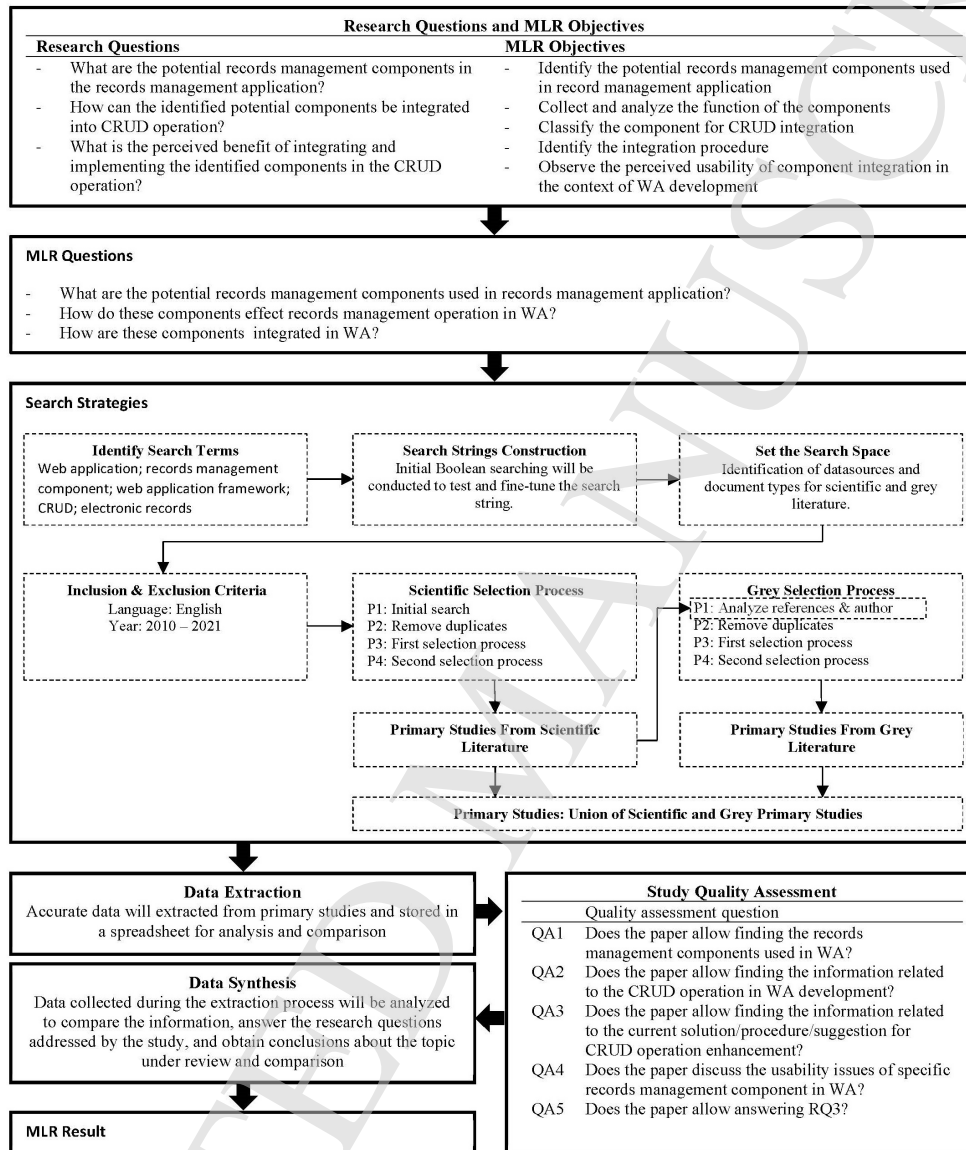 Research Questions and MLR Objectives
Research Questions
- What are the potential records management components in
the records management application?
- How can the identified potential components be integrated
into CRUD operation?
- What is the perceived benefit of integrating and
implementing the identified components in the CRUD
operation?
MLR Objectives
- Identify the potential records management components used
in record management application
- Collect and analyze the function of the components
- Classify the component for CRUD integration
- Identify the integration procedure
- Observe the perceived usability of component integration in
the context of WA development
MLR Questions
- What are the potential records management components used in records management application?
- How do these components effect records management operation in WA?
- How are these components integrated in WA?
Search Strategies
Identify Search Terms
Web application; records management
component; web application framework;
CRUD; electronic records
Search Strings Construction
Initial Boolean searching will be
conducted to test and fine-tune the search
string.
Set the Search Space
Identification of datasources and
document types for scientific and grey
literature.
Inclusion & Exclusion Criteria
Language: English
Year: 2010 – 2021
Scientific Selection Process
P1: Initial search
P2: Remove duplicates
P3: First selection process
P4: Second selection process
Grey Selection Process
P1: Analyze references & author
P2: Remove duplicates
P3: First selection process
P4: Second selection process
Primary Studies From Scientific
Literature
Primary Studies From Grey
Literature
Primary Studies: Union of Scientific and Grey Primary Studies
Data Extraction
Accurate data will extracted from primary studies and stored in
a spreadsheet for analysis and comparison
Data Synthesis
Data collected during the extraction process will be analyzed
to compare the information, answer the research questions
addressed by the study, and obtain conclusions about the topic
under review and comparison
MLR Result
Study Quality Assessment
Quality assessment question
QA1 Does the paper allow finding the records
management components used in WA?
QA2 Does the paper allow finding the information related
to the CRUD operation in WA development?
QA3 Does the paper allow finding the information related
to the current solution/procedure/suggestion for
CRUD operation enhancement?
QA4 Does the paper discuss the usability issues of specific
records management component in WA?
QA5 Does the paper allow answering RQ3?
TED MANUSCR